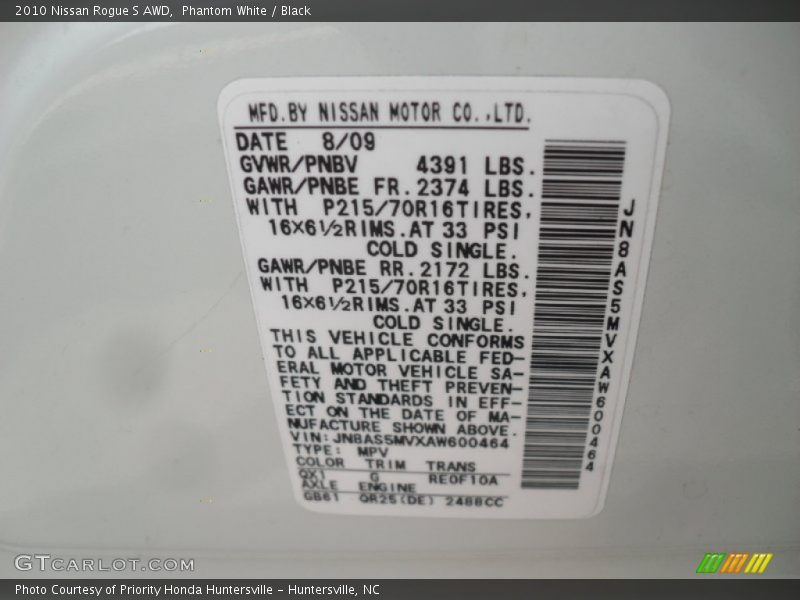 2010 Nissan Rogue S AWD,  Phantom White / Black
MFD.BY NISSAN MOTOR CO.,LTD.
DATE 8/09
GVWR/PNBV 4391 LBS.
GAWR/PNBE FR.2374 LBS.
WITH P215/70R16TIRES,
16X6½RIMS.AT 33 PSI
COLD SINGLE.
GAWR/PNBE RR.2172 LBS.
WITH P215/70R16TIRES,
16X6½RIMS.AT 33 PSI
COLD SINGLE.
THIS VEHICLE CONFORMS
TO ALL APPLICABLE FED-
ERAL MOTOR VEHICLE SA-
FETY AND THEFT PREVEN-
TION STANDARDS IN EFF-
ECT ON THE DATE OF MA-
NUFACTURE SHOWN ABOVE.
VIN:JN8AS5MVXAW600464
TYPE: MPV
COLOR TRIM TRANS
QX1 G RE0F10A
AXLE ENGINE
GB61 QR25(DE) 2488CC
JN8AS5MVXAW600464
GTCarLot.com
Photo Courtesy of Priority Honda Huntersville – Huntersville, NC